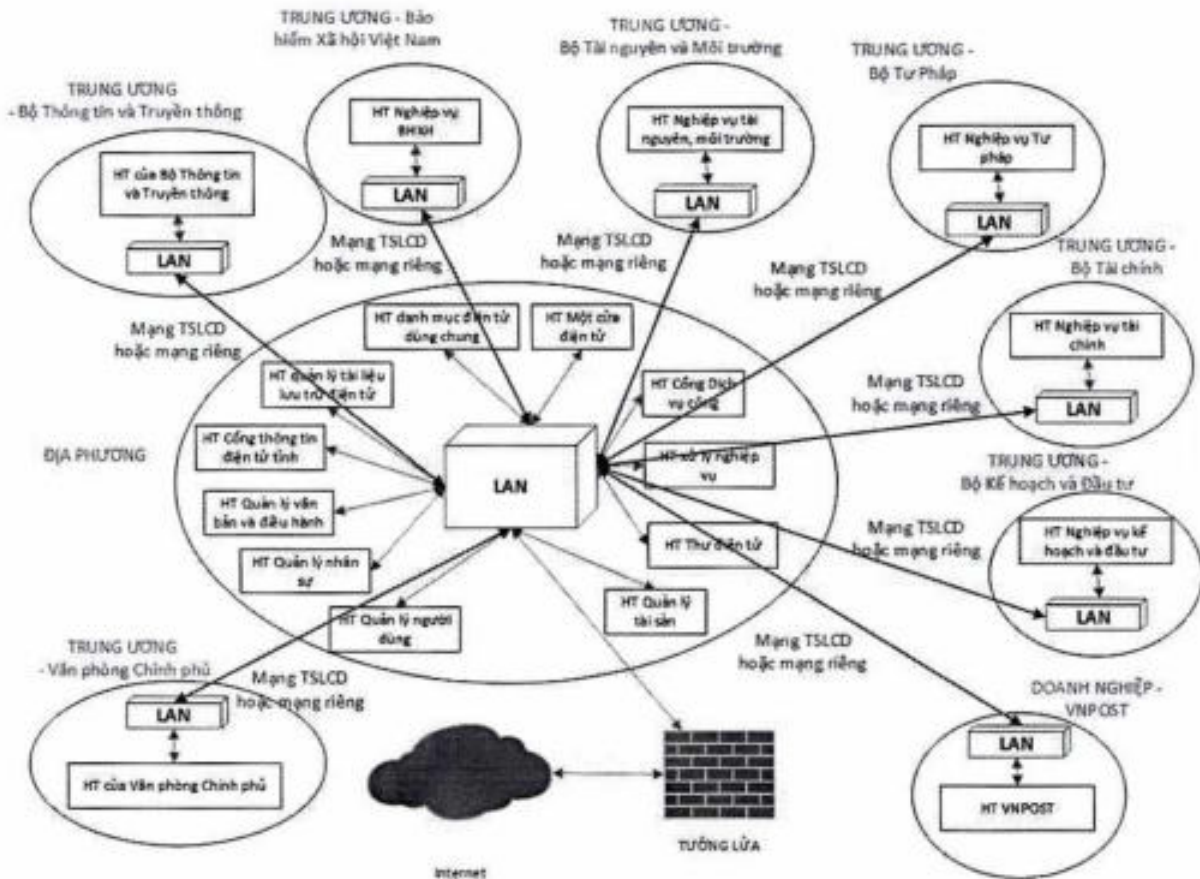 TRUNG ƯƠNG - Bảo
hiểm Xã hội Việt Nam
HT Nghiệp vụ
BHXH
LAN
TRUNG ƯƠNG -
Bộ Tài nguyên và Môi trường
HT Nghiệp vụ tài
nguyên, môi trường
LAN
TRUNG ƯƠNG -
Bộ Tư Pháp
HT Nghiệp vụ Tư
pháp
LAN
TRUNG ƯƠNG
- Bộ Thông tin và Truyền thông
HT của Bộ Thông tin
và Truyền thông
LAN
Mạng TSLCD
hoặc mạng riêng
Mạng TSLCD
hoặc mạng riêng
Mạng TSLCD
hoặc mạng riêng
Mạng TSLCD
hoặc mạng riêng
TRUNG ƯƠNG -
Bộ Tài chính
HT Nghiệp vụ tài
chính
LAN
Mạng TSLCD
hoặc mạng riêng
ĐỊA PHƯƠNG
HT danh mục điện tử
dùng chung
HT Một cửa
điện tử
HT quản lý tài liệu
lưu trữ điện tử
HT Cổng Dịch
vụ công
HT Cổng thông tin
điện tử tỉnh
LAN
HT xử lý nghiệp
vụ
HT Quản lý văn
bản và điều hành
HT Thư điện tử
HT Quản lý nhân
sự
HT Quản lý người
dùng
HT Quản lý
tài sản
TRUNG ƯƠNG -
Bộ Kế hoạch và Đầu tư
HT Nghiệp vụ kế
hoạch và đầu tư
LAN
Mạng TSLCD
hoặc mạng riêng
TRUNG ƯƠNG
- Văn phòng Chính phủ
LAN
HT của Văn phòng Chính phủ
Mạng TSLCD
hoặc mạng riêng
Mạng TSLCD
hoặc mạng riêng
DOANH NGHIỆP -
VNPOST
LAN
HT VNPOST
TƯỜNG LỬA
Internet